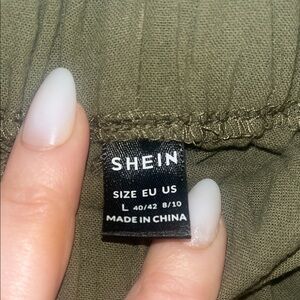 SHEIN
SIZE EU US
L 40/42 8/10
MADE IN CHINA